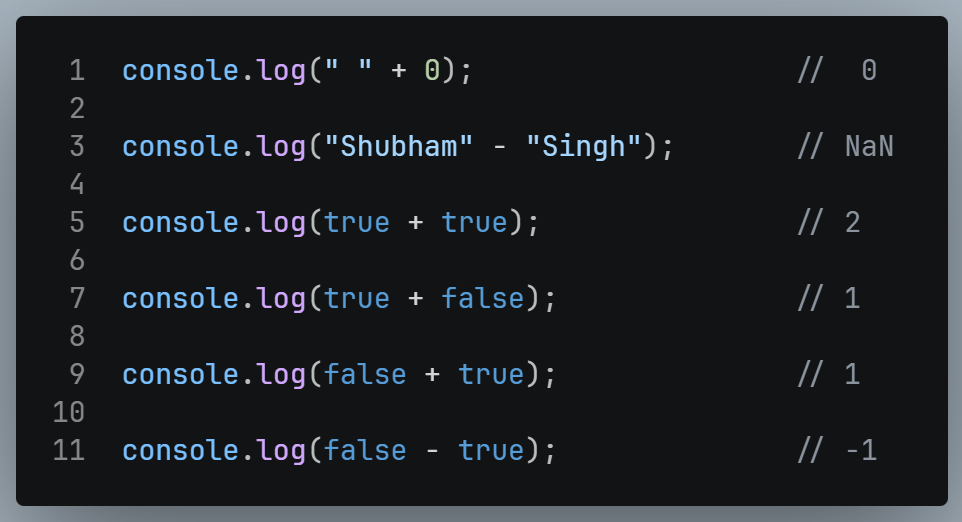 1 console.log(" " + 0);                   //  0
2
3 console.log("Shubham" - "Singh");       // NaN
4
5 console.log(true + true);               // 2
6
7 console.log(true + false);              // 1
8
9 console.log(false + true);              // 1
10
11 console.log(false - true);              // -1